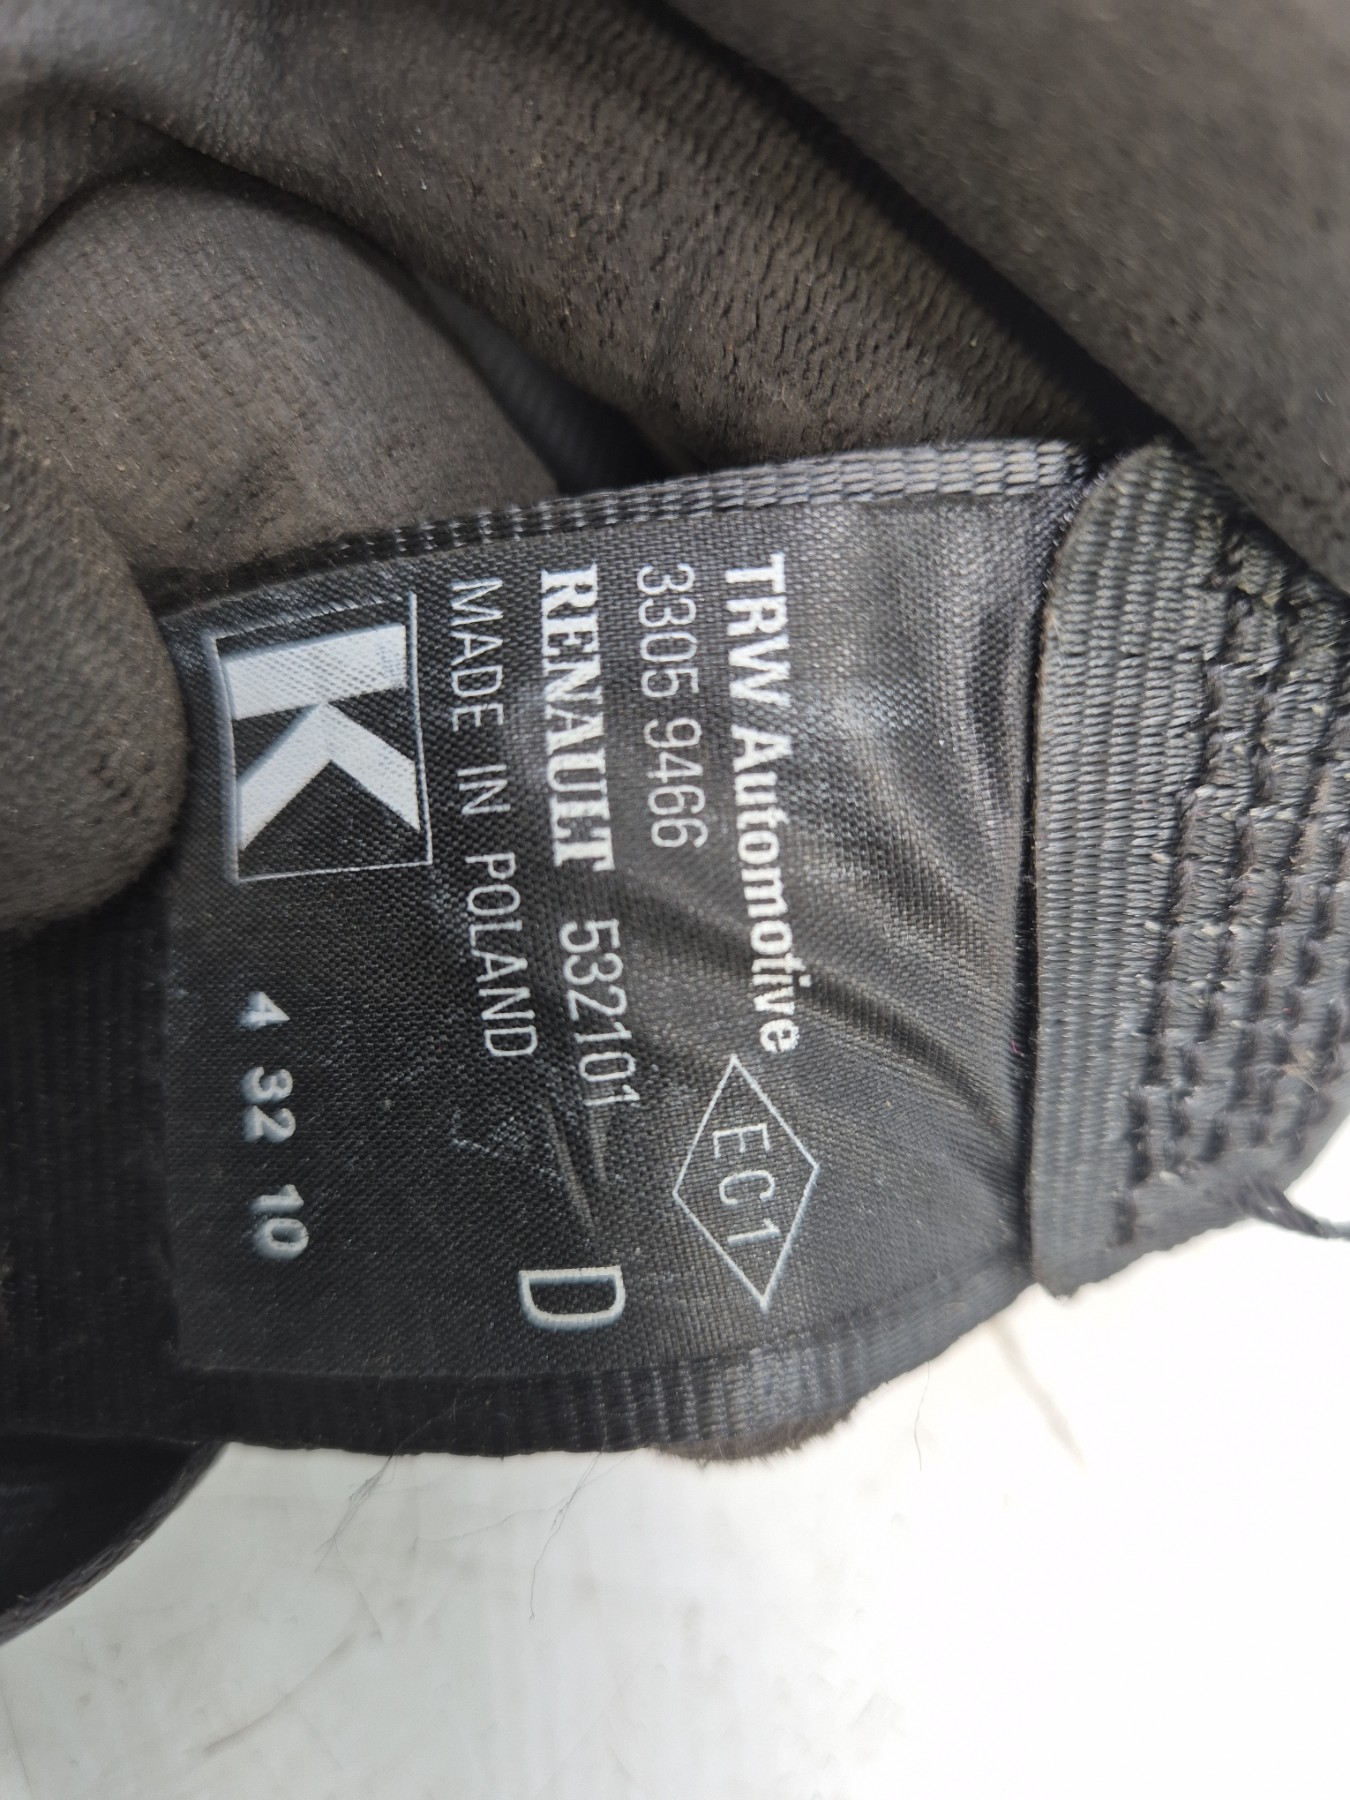 TRW Automotive
3305 9466
EC1
RENAULT 532101
D
MADE IN POLAND
K
4 32 10